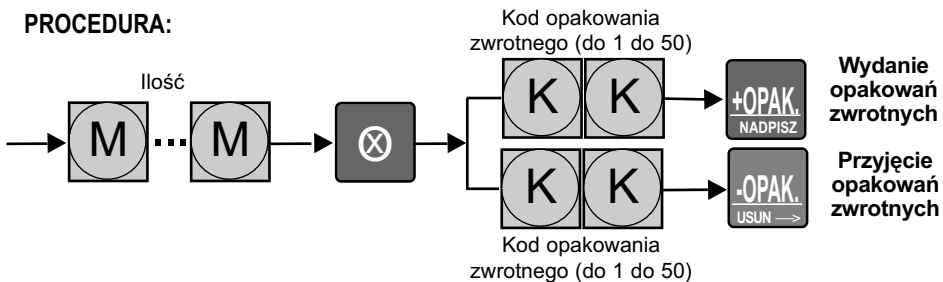 PROCEDURA:
Ilość
M ... M
⊗
Kod opakowania
zwrotnego (do 1 do 50)
K K
+OPAK.
NADPISZ
Wydanie
opakowań
zwrotnych
K K
-OPAK.
USUN —>
Przyjęcie
opakowań
zwrotnych
Kod opakowania
zwrotnego (do 1 do 50)